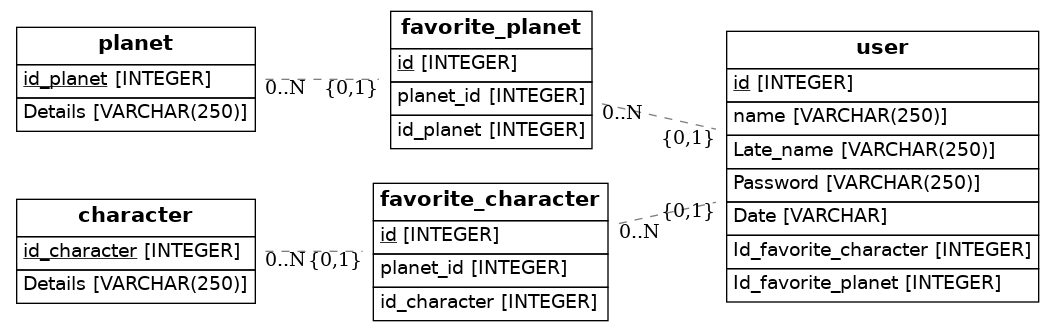 planet
id_planet [INTEGER]
Details [VARCHAR(250)]
0..N {0,1}
favorite_planet
id [INTEGER]
planet_id [INTEGER]
id_planet [INTEGER]
0..N
{0,1}
character
id_character [INTEGER]
Details [VARCHAR(250)]
0..N {0,1}
favorite_character
id [INTEGER]
planet_id [INTEGER]
id_character [INTEGER]
0..N
{0,1}
user
id [INTEGER]
name [VARCHAR(250)]
Late_name [VARCHAR(250)]
Password [VARCHAR(250)]
Date [VARCHAR]
Id_favorite_character [INTEGER]
Id_favorite_planet [INTEGER]